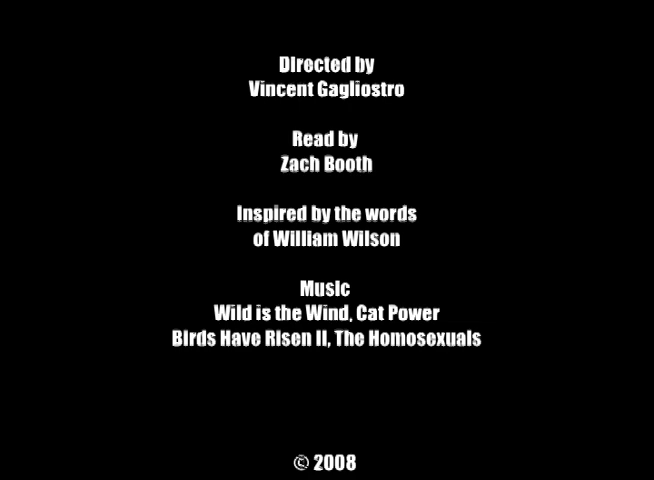 Directed by
Vincent Gagliostro
Read by
Zach Booth
Inspired by the words
of William Wilson
Music
Wild is the Wind, Cat Power
Birds Have Risen II, The Homosexuals
© 2008